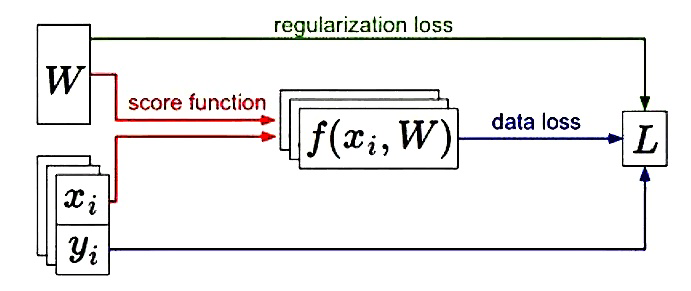 regularization loss
W
score function
f(x_i, W)
data loss
L
x_i
y_i